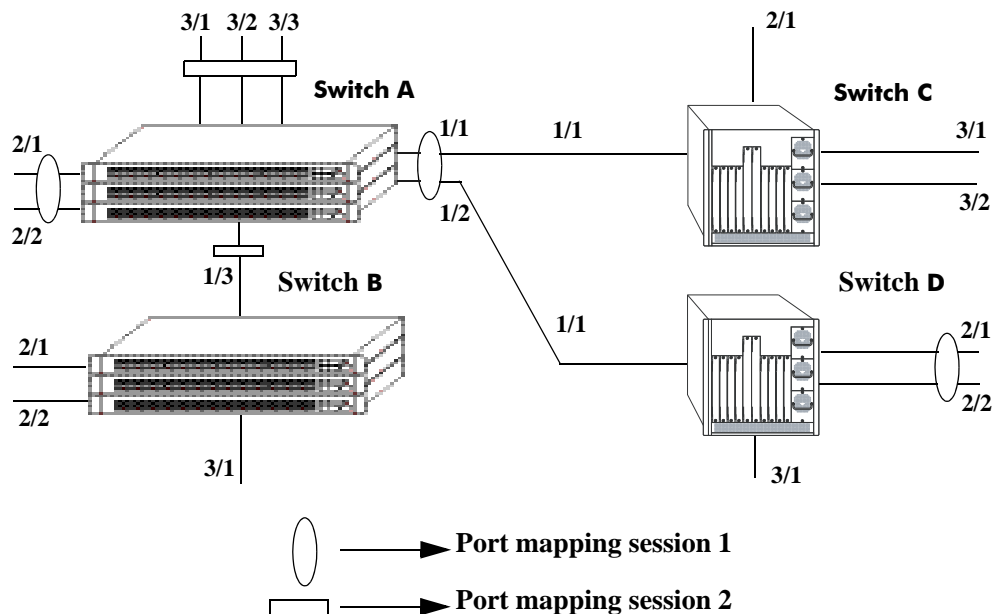 3/1 3/2 3/3
2/1
Switch A
Switch C
2/1
1/1
1/1
3/1
1/2
3/2
2/2
1/3
Switch B
Switch D
2/1
1/1
2/1
2/2
2/2
3/1
3/1
Port mapping session 1
Port mapping session 2